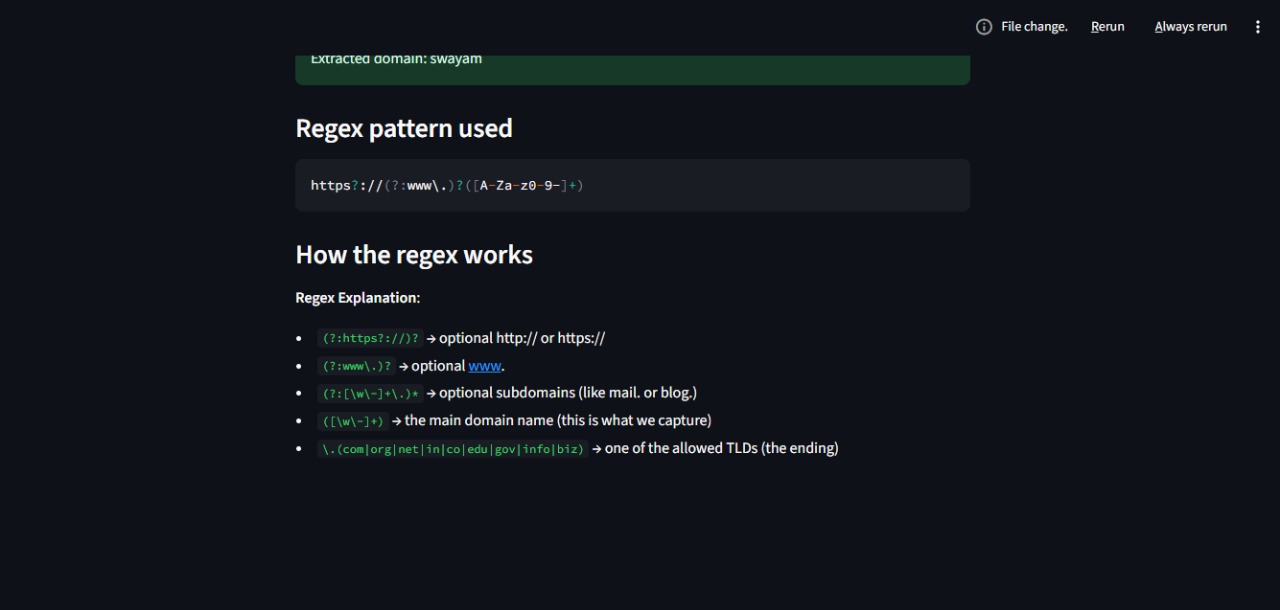 File change. Rerun Always rerun
Extracted domain: swayam
Regex pattern used
https?://(?:www\.)?([A-Za-z0-9-]+)
How the regex works
Regex Explanation:
• (?:https?://)? → optional http:// or https://
• (?:www\.)? → optional www.
• (?:[\w\-]+\.)* → optional subdomains (like mail. or blog.)
• ([\w\-]+) → the main domain name (this is what we capture)
• \.(com|org|net|in|co|edu|gov|info|biz) → one of the allowed TLDs (the ending)